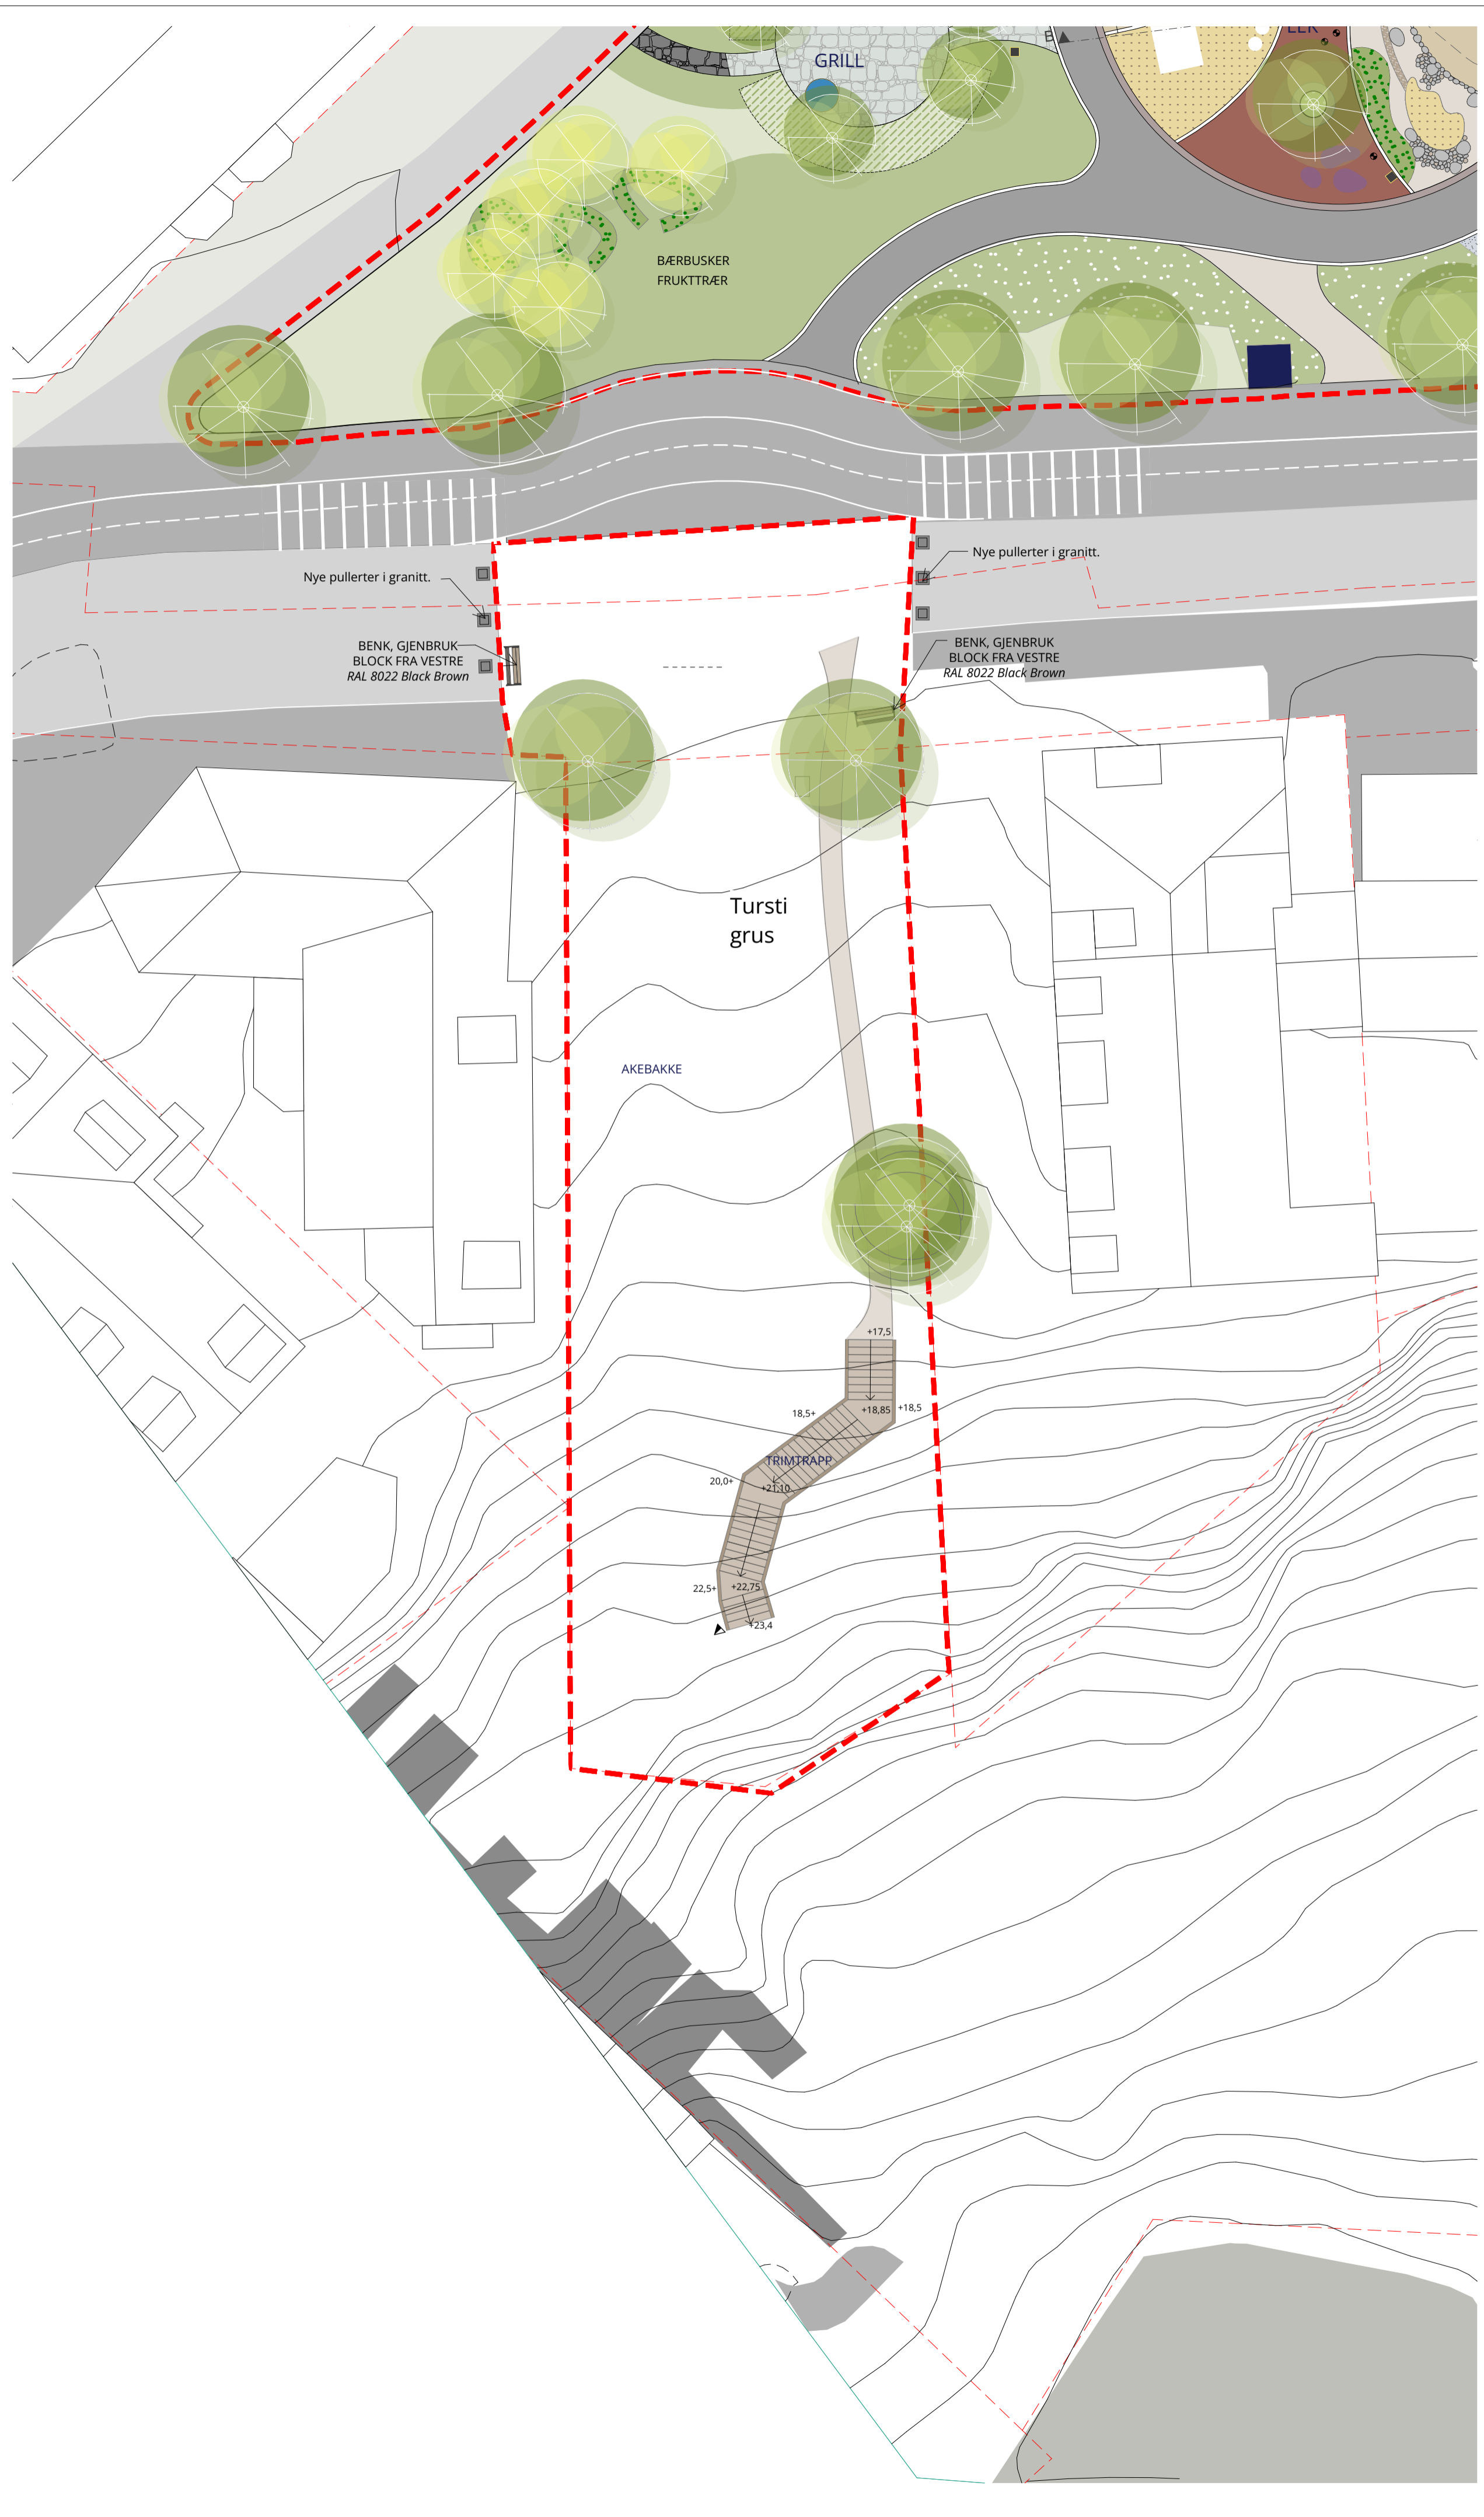 GRILL
BÆRBUSKER
FRUKTTRÆR
Nye pullerter i granitt.
Nye pullerter i granitt.
BENK, GJENBRUK
BLOCK FRA VESTRE
RAL 8022 Black Brown
BENK, GJENBRUK
BLOCK FRA VESTRE
RAL 8022 Black Brown
Tursti
grus
AKEBAKKE
+17,5
+18,85
+18,5
18,5+
TRIMTRAPP
20,0+
+21,10
22,5+
+22,75
+23,4